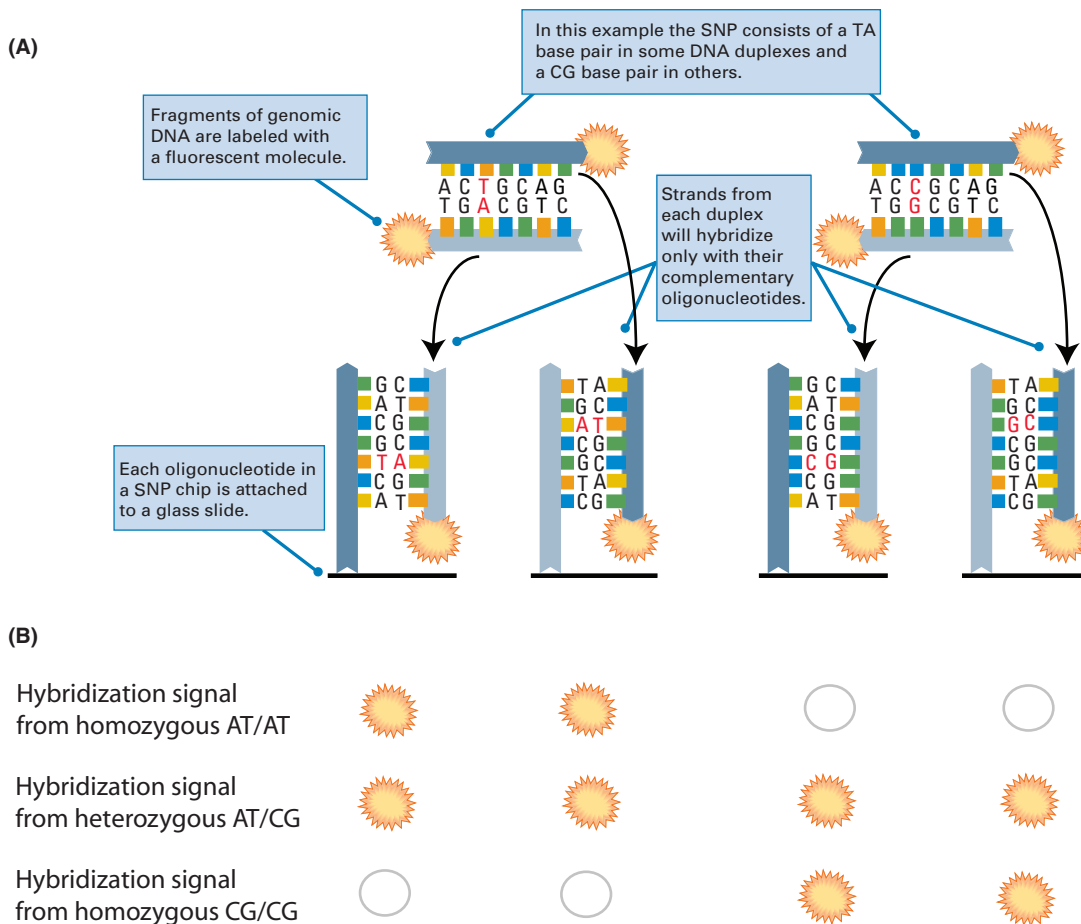 (A)
In this example the SNP consists of a TA
base pair in some DNA duplexes and
a CG base pair in others.
Fragments of genomic
DNA are labeled with
a fluorescent molecule.
A C T G C A G
T G A C G T C
Strands from
each duplex
will hybridize
only with their
complementary
oligonucleotides.
A C C G C A G
T G G C G T C
Each oligonucleotide in
a SNP chip is attached
to a glass slide.
G C
A T
C G
G C
T A
C G
A T
T A
G C
A T
C G
G C
T A
C G
G C
A T
C G
G C
C G
C G
A T
T A
G C
G C
C G
G C
T A
C G
(B)
Hybridization signal
from homozygous AT/AT
Hybridization signal
from heterozygous AT/CG
Hybridization signal
from homozygous CG/CG